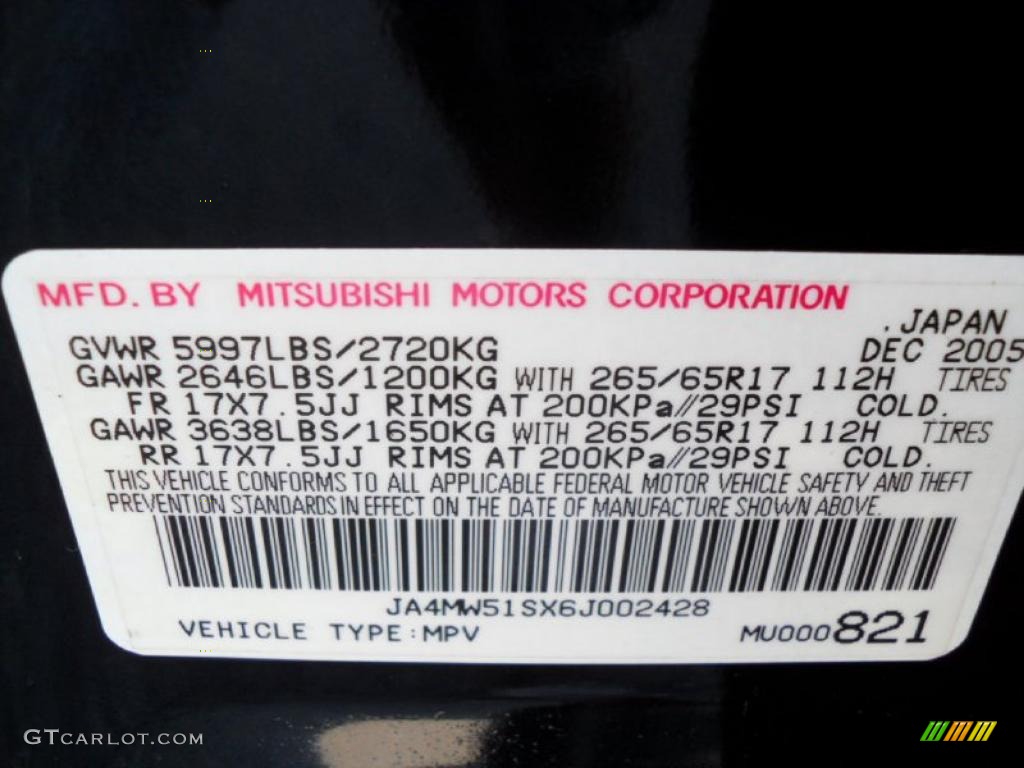 MFD. BY MITSUBISHI MOTORS CORPORATION
.JAPAN
GVWR 5997LBS/2720KG DEC 2005
GAWR 2646LBS/1200KG WITH 265/65R17 112H TIRES
FR 17X7.5JJ RIMS AT 200KPa//29PSI COLD.
GAWR 3638LBS/1650KG WITH 265/65R17 112H TIRES
RR 17X7.5JJ RIMS AT 200KPa//29PSI COLD.
THIS VEHICLE CONFORMS TO ALL APPLICABLE FEDERAL MOTOR VEHICLE SAFETY AND THEFT
PREVENTION STANDARDS IN EFFECT ON THE DATE OF MANUFACTURE SHOWN ABOVE.
JA4MW51SX6J002428
VEHICLE TYPE:MPV MU000821
GTCARLOT.COM